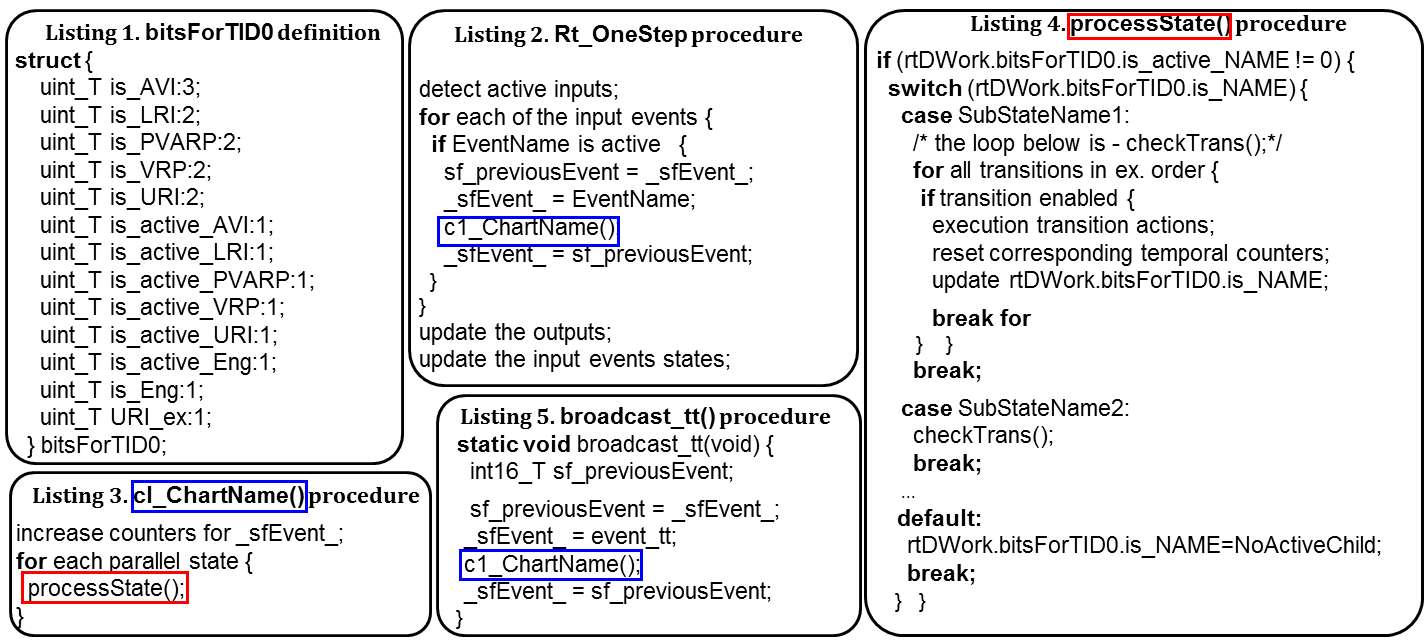 Listing 1. bitsForTID0 definition
struct {
uint_T is_AVI:3;
uint_T is_LRI:2;
uint_T is_PVARP:2;
uint_T is_VRP:2;
uint_T is_URI:2;
uint_T is_active_AVI:1;
uint_T is_active_LRI:1;
uint_T is_active_PVARP:1;
uint_T is_active_VRP:1;
uint_T is_active_URI:1;
uint_T is_active_Eng:1;
uint_T is_Eng:1;
uint_T URI_ex:1;
} bitsForTID0;
Listing 2. Rt_OneStep procedure
detect active inputs;
for each of the input events {
if EventName is active {
sf_previousEvent = _sfEvent_;
_sfEvent_ = EventName;
c1_ChartName()
_sfEvent_ = sf_previousEvent;
}
}
update the outputs;
update the input events states;
Listing 3. cl_ChartName() procedure
increase counters for _sfEvent_;
for each parallel state {
processState();
}
Listing 5. broadcast_tt() procedure
static void broadcast_tt(void) {
int16_T sf_previousEvent;
sf_previousEvent = _sfEvent_;
_sfEvent_ = event_tt;
c1_ChartName();
_sfEvent_ = sf_previousEvent;
}
Listing 4. processState() procedure
if (rtDWork.bitsForTID0.is_active_NAME != 0) {
switch (rtDWork.bitsForTID0.is_NAME) {
case SubStateName1:
/* the loop below is - checkTrans();*/
for all transitions in ex. order {
if transition enabled {
execution transition actions;
reset corresponding temporal counters;
update rtDWork.bitsForTID0.is_NAME;
break for
} }
break;
case SubStateName2:
checkTrans();
break;
...
default:
rtDWork.bitsForTID0.is_NAME=NoActiveChild;
break;
} }